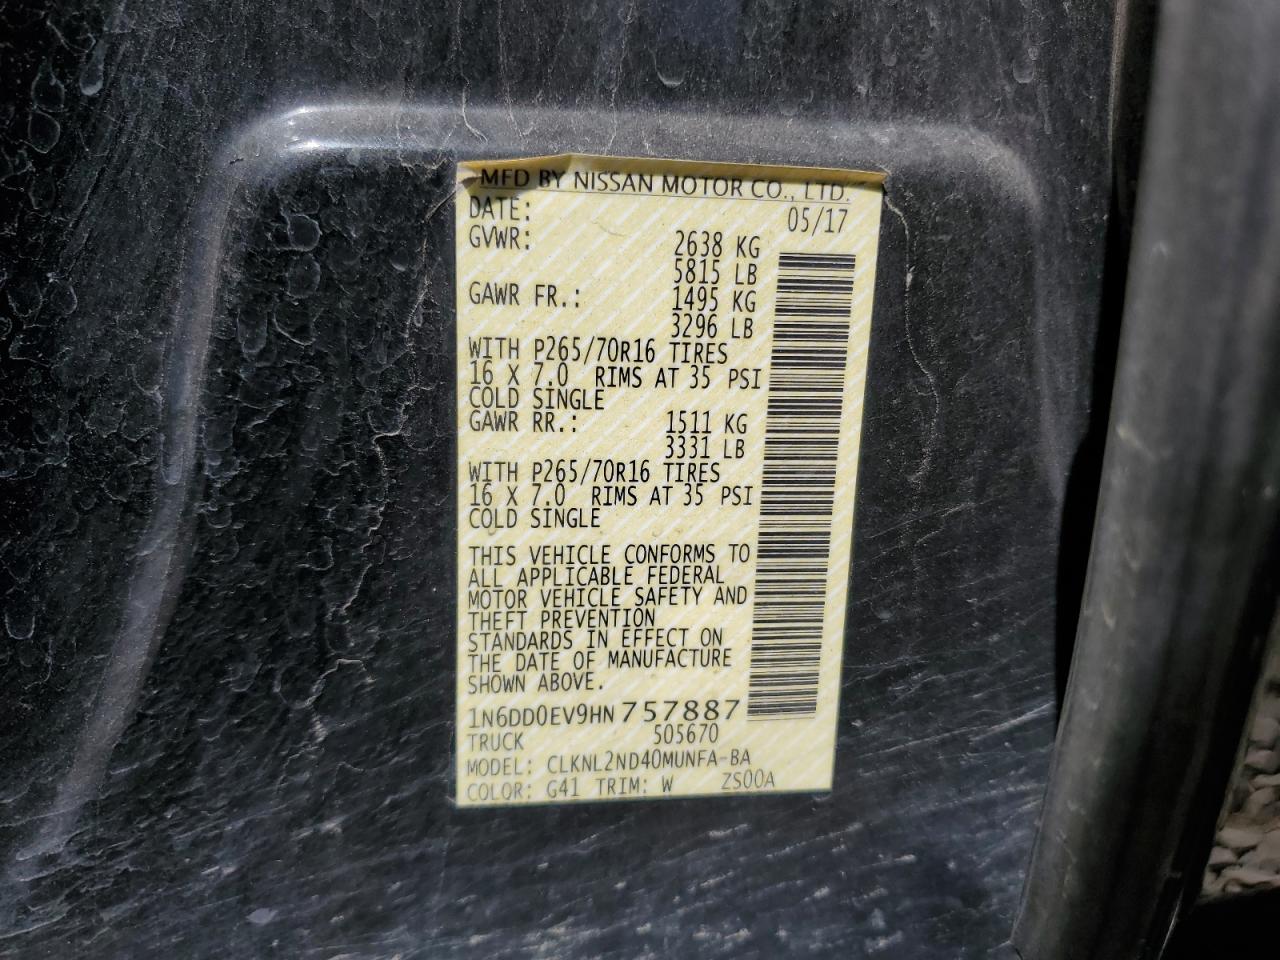 MFD BY NISSAN MOTOR CO., LTD.
DATE: 05/17
GVWR: 2638 KG
5815 LB
GAWR FR.: 1495 KG
3296 LB
WITH P265/70R16 TIRES
16 X 7.0 RIMS AT 35 PSI
COLD SINGLE
GAWR RR.: 1511 KG
3331 LB
WITH P265/70R16 TIRES
16 X 7.0 RIMS AT 35 PSI
COLD SINGLE
THIS VEHICLE CONFORMS TO
ALL APPLICABLE FEDERAL
MOTOR VEHICLE SAFETY AND
THEFT PREVENTION
STANDARDS IN EFFECT ON
THE DATE OF MANUFACTURE
SHOWN ABOVE.
1N6DD0EV9HN757887
TRUCK 505670
MODEL: CLKNL2ND40MUNFA-BA
COLOR: G41 TRIM: W ZS00A